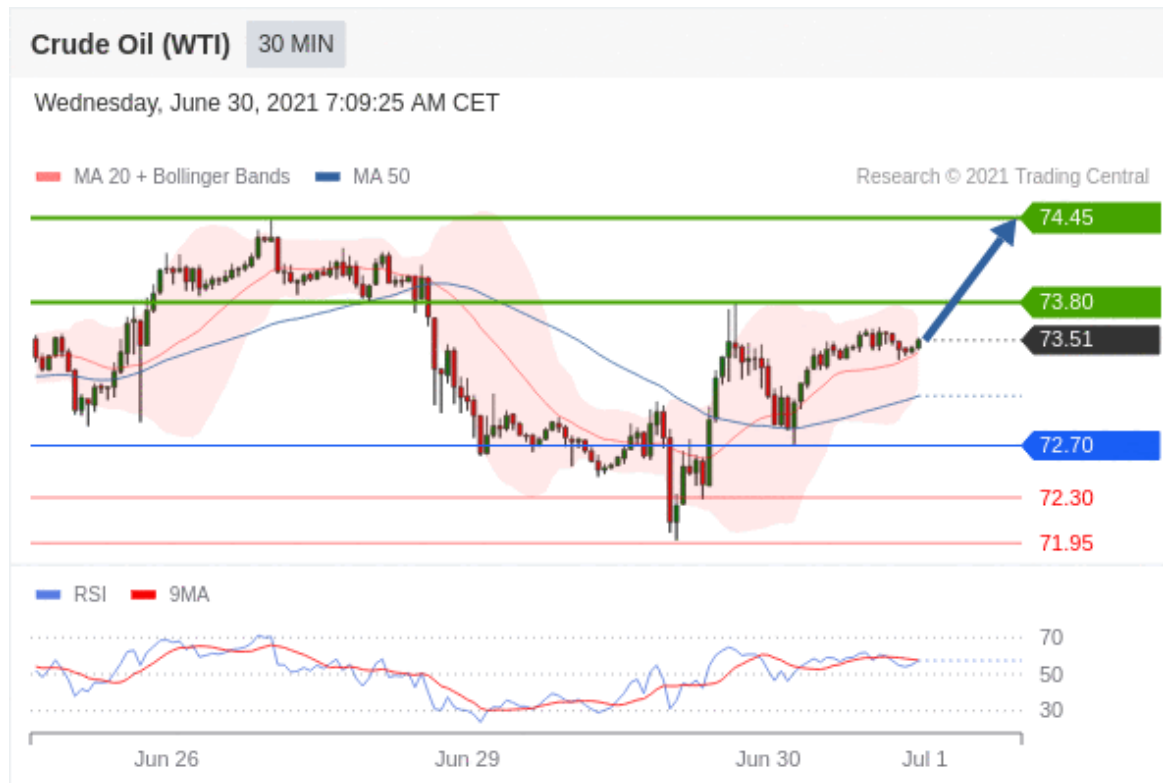 Crude Oil (WTI) 30 MIN
Wednesday, June 30, 2021 7:09:25 AM CET
MA 20 + Bollinger Bands MA 50 Research © 2021 Trading Central
74.45
73.80
73.51
72.70
72.30
71.95
RSI 9MA
70
50
30
Jun 26 Jun 29 Jun 30 Jul 1